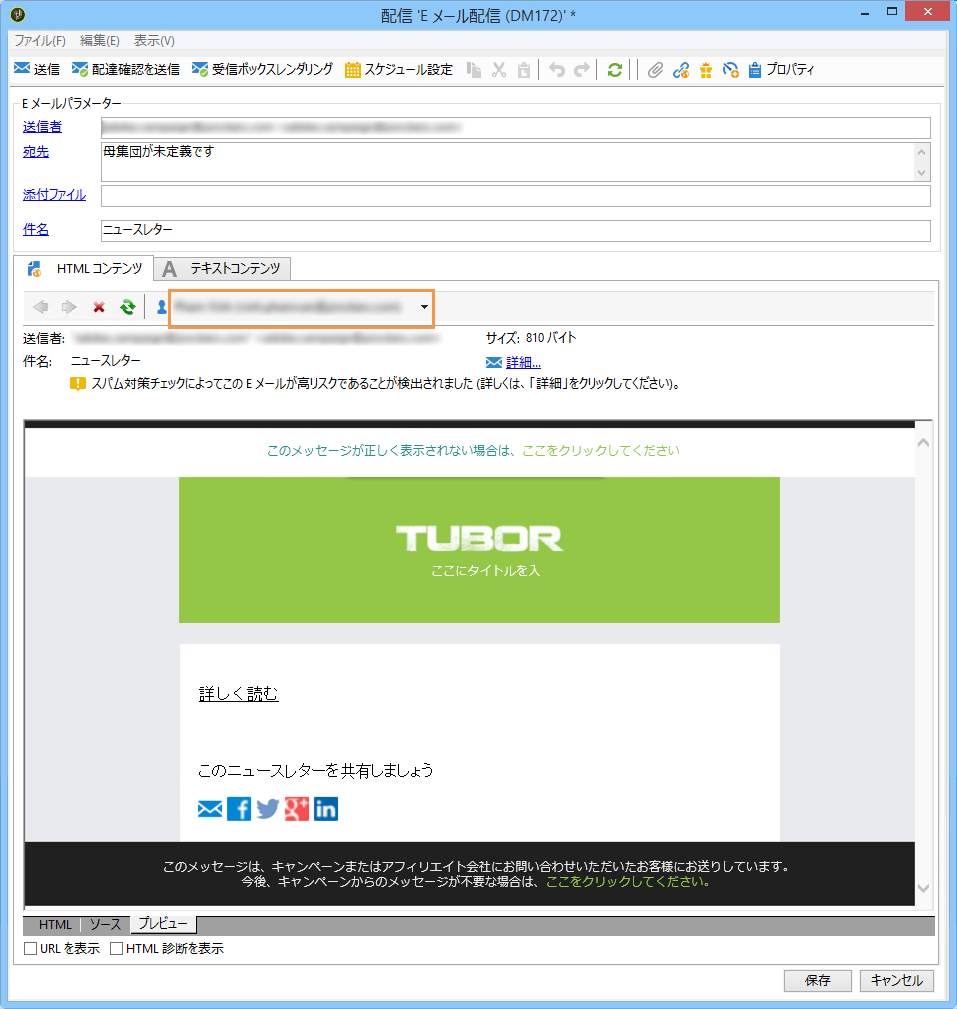 配信 'E メール配信 (DM172)' *
ファイル(F) 編集(E) 表示(V)
送信 配達確認を送信 受信ボックスレンダリング スケジュール設定 プロパティ
E メールパラメーター
送信者
宛先 母集団が未定義です
添付ファイル
件名 ニュースレター
HTML コンテンツ A テキストコンテンツ
送信者: サイズ: 810 バイト
件名: ニュースレター 詳細...
スパム対策チェックによってこの E メールが高リスクであることが検出されました (詳しくは、「詳細」をクリックしてください)。
このメッセージが正しく表示されない場合は、ここをクリックしてください
TUBOR
ここにタイトルを入
詳しく読む
このニュースレターを共有しましょう
このメッセージは、キャンペーンまたはアフィリエイト会社にお問い合わせいただいたお客様にお送りしています。
今後、キャンペーンからのメッセージが不要な場合は、ここをクリックしてください。
HTML ソース プレビュー
URL を表示 HTML 診断を表示
保存 キャンセル